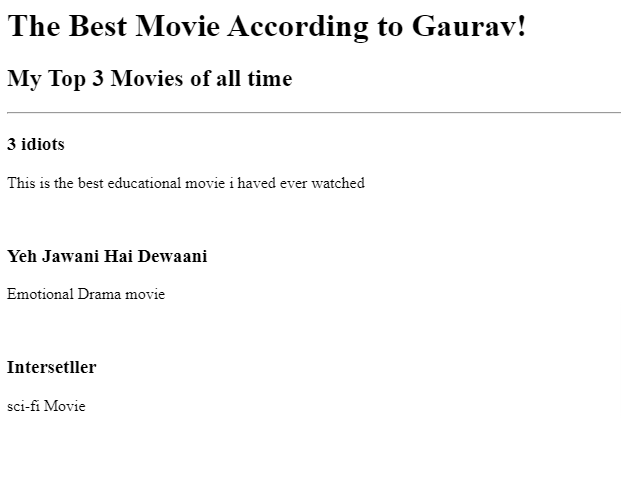 The Best Movie According to Gaurav!
My Top 3 Movies of all time
3 idiots
This is the best educational movie i haved ever watched
Yeh Jawani Hai Dewaani
Emotional Drama movie
Intersetller
sci-fi Movie